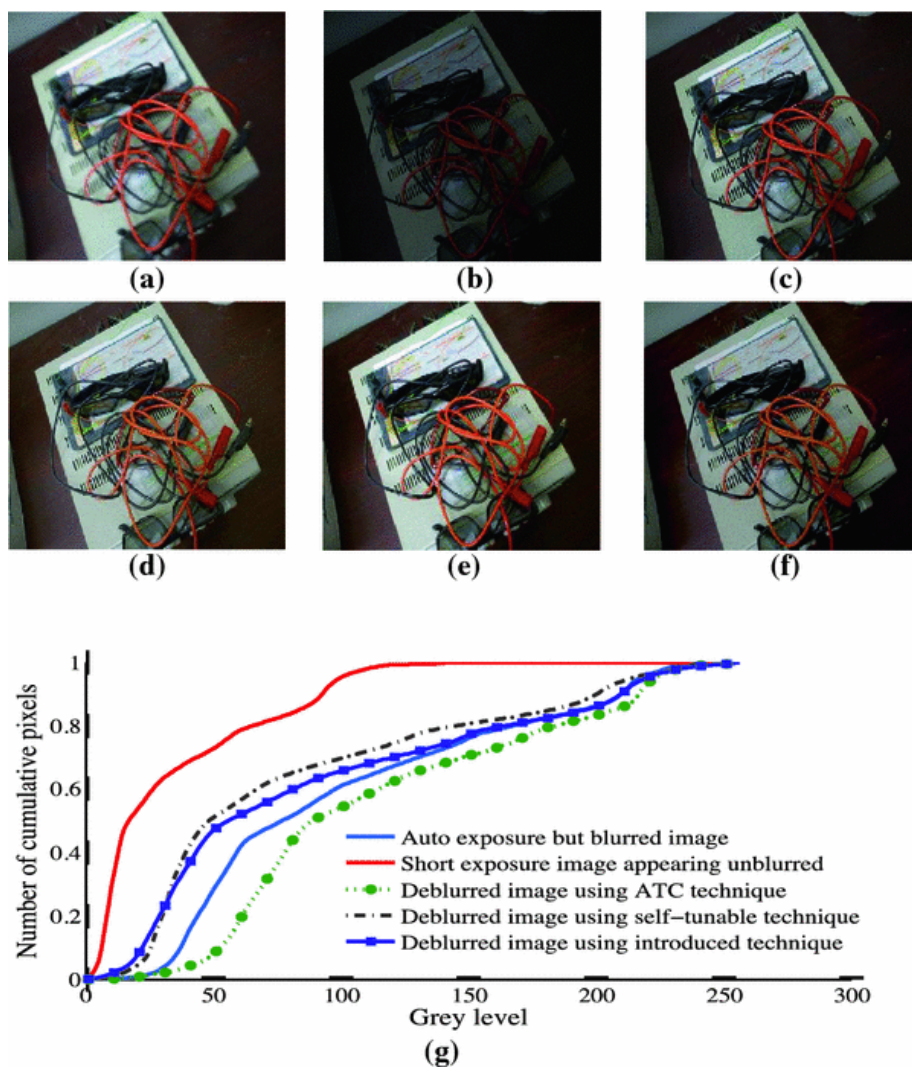 (a)
(b)
(c)
(d)
(e)
(f)
Number of cumulative pixels
1
0.8
0.6
0.4
0.2
0
0 50 100 150 200 250 300
Auto exposure but blurred image
Short exposure image appearing unblurred
Deblurred image using ATC technique
Deblurred image using self-tunable technique
Deblurred image using introduced technique
Grey level
(g)